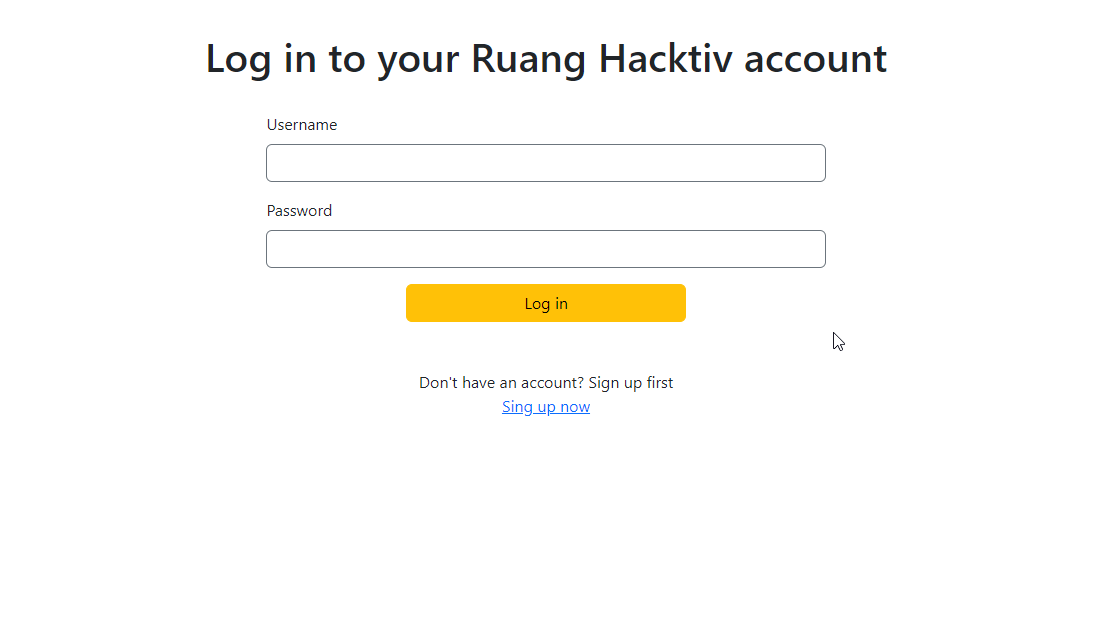 Log in to your Ruang Hacktiv account
Username
Password
Log in
Don't have an account? Sign up first
Sing up now